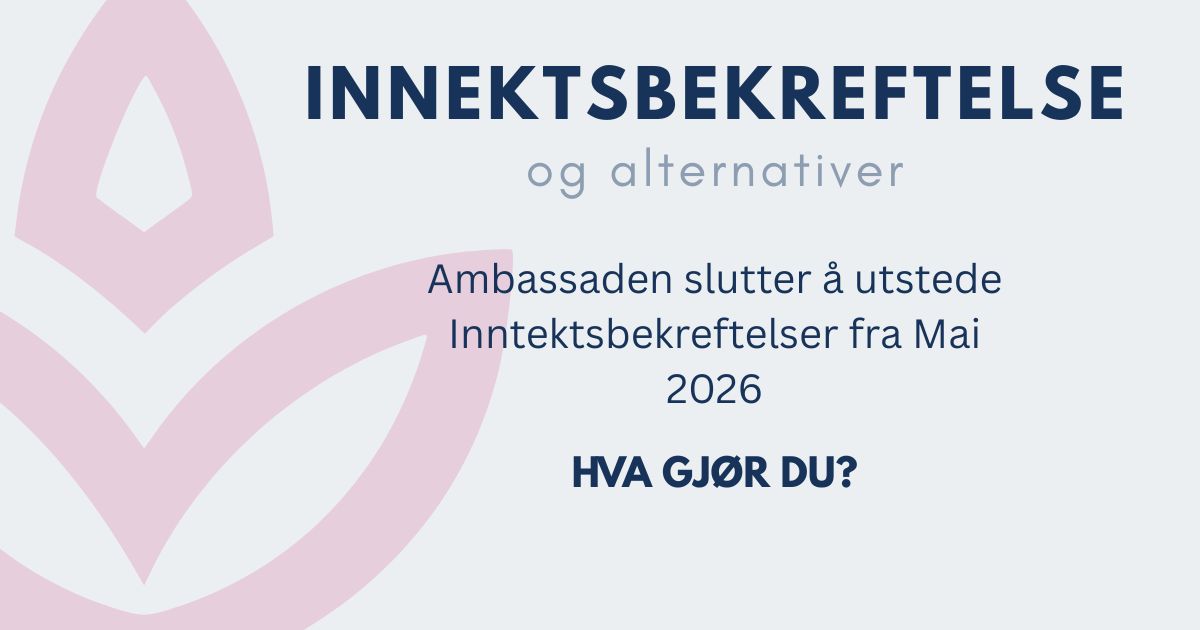 INNEKTSBEKREFTELSE
og alternativer
Ambassaden slutter å utstede
Inntektsbekreftelser fra Mai
2026
HVA GJØR DU?